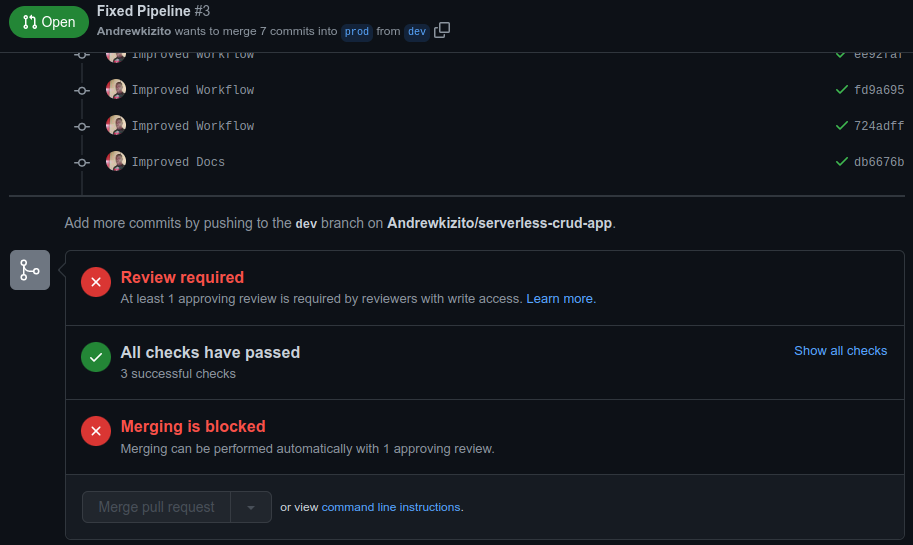 Open
Fixed Pipeline #3
Andrewkizito wants to merge 7 commits into prod from dev
Improved Workflow ee92faf
Improved Workflow fd9a695
Improved Workflow 724adff
Improved Docs db6676b
Add more commits by pushing to the dev branch on Andrewkizito/serverless-crud-app.
Review required
At least 1 approving review is required by reviewers with write access. Learn more.
All checks have passed
Show all checks
3 successful checks
Merging is blocked
Merging can be performed automatically with 1 approving review.
Merge pull request
or view command line instructions.